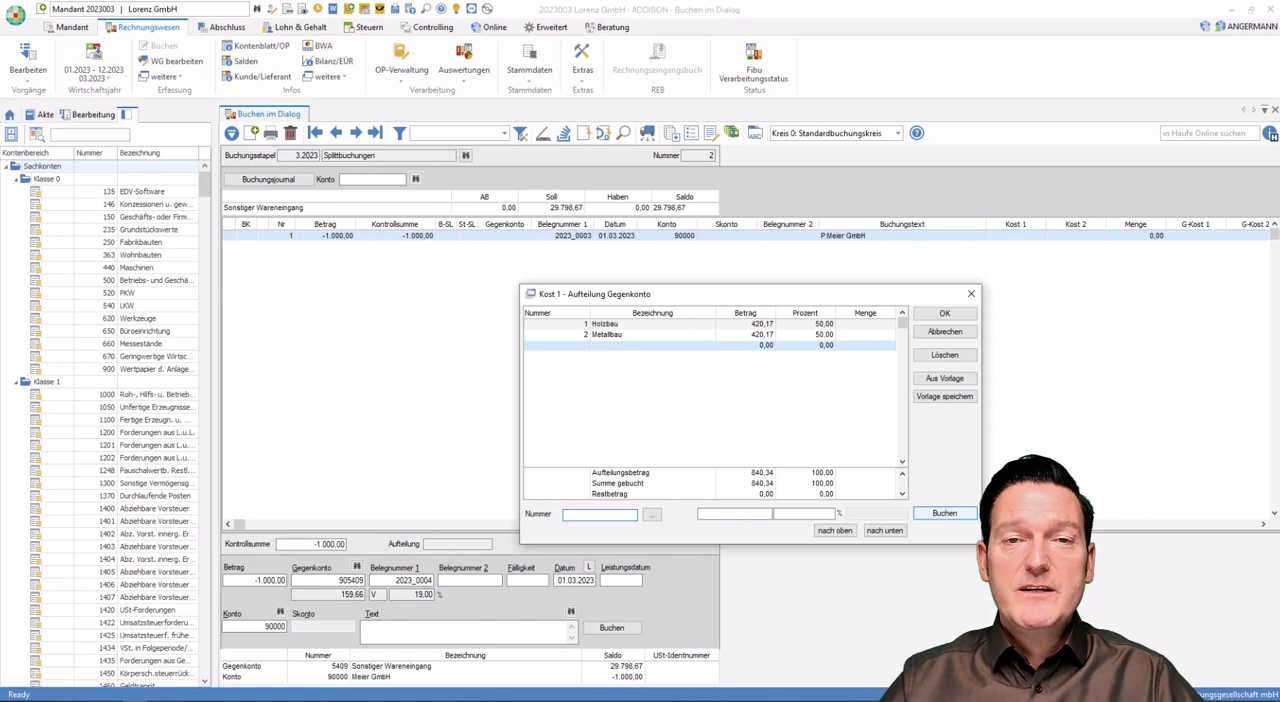 Mandant 2023003 | Lorenz GmbH
2023003 Lorenz GmbH - ADDISON - Buchen im Dialog
Mandant
Rechnungswesen
Abschluss
Lohn & Gehalt
Steuern
Controlling
Online
Erweitert
Beratung
ANGERMANN
Bearbeiten
Vorgänge
01.2023 - 12.2023
03.2023
Wirtschaftsjahr
Buchen
WG bearbeiten
weitere
Erfassung
Kontenblatt/OP
Salden
Kunde/Lieferant
BWA
Bilanz/EÜR
weitere
Infos
OP-Verwaltung
Auswertungen
Verarbeitung
Stammdaten
Stammdaten
Extras
Extras
Rechnungseingangsbuch
REB
Fibu
Verarbeitungsstatus
Status
Akte
Bearbeitung
Buchen im Dialog
Kreis 0: Standardbuchungskreis
in Haufe Online suchen
Kontenbereich Nummer Bezeichnung
Sachkonten
Klasse 0
135 EDV-Software
146 Konzessionen u. gew...
150 Geschäfts- oder Firm...
235 Grundstückswerte
250 Fabrikbauten
363 Wohnbauten
440 Maschinen
500 Betriebs- und Geschä...
520 PKW
540 LKW
620 Werkzeuge
650 Büroeinrichtung
660 Messestände
670 Geringwertige Wirtsc...
900 Wertpapier d. Anlage...
Klasse 1
1000 Roh-, Hilfs- u. Betrieb...
1050 Unfertige Erzeugnisse
1100 Fertige Erzeugn. u. ...
1200 Forderungen aus L.u.L.
1201 Forderungen aus L.u.L...
1202 Forderungen aus L.u.L...
1248 Pauschalwertb. Restl...
1300 Sonstige Vermögensg...
1370 Durchlaufende Posten
1400 Abziehbare Vorsteuer
1401 Abziehbare Vorsteuer...
1402 Abz. Vorst. innerg. Er...
1403 Abziehbare Vorsteuer...
1404 Abz. Vorst. innerg. Er...
1405 Abziehbare Vorsteuer...
1406 Abziehbare Vorsteuer...
1407 Abziehbare Vorsteuer...
1420 USt-Forderungen
1422 Umsatzsteuerforderu...
1425 Umsatzsteuerf. frühe...
1434 VSt. in Folgeperiode/...
1435 Forderungen aus Ge...
1450 Körpersch.steuerrück...
1460 Geldtransit
Buchungsstapel 3.2023 Splittbuchungen
Nummer 2
Buchungsjournal Konto
AB Soll Haben Saldo
Sonstiger Wareneingang 0,00 29.798,67 0,00 29.798,67
BK Nr Betrag Kontrollsumme B-SL St-SL Gegenkonto Belegnummer 1 Datum Konto Skonto Belegnummer 2 Buchungstext Kost 1 Kost 2 Menge G-Kost 1 G-Kost 2
1 -1.000,00 -1.000,00 2023_0003 01.03.2023 90000 P.Meier GmbH 0,00
Kost 1 - Aufteilung Gegenkonto
Nummer Bezeichnung Betrag Prozent Menge
1 Holzbau 420,17 50,00
2 Metallbau 420,17 50,00
0,00 0,00
OK
Abbrechen
Löschen
Aus Vorlage
Vorlage speichern
Aufteilungsbetrag 840,34 100,00
Summe gebucht 840,34 100,00
Restbetrag 0,00 0,00
Nummer ... % Buchen
nach oben nach unten
Kontrollsumme -1.000,00 Aufteilung
Betrag Gegenkonto Belegnummer 1 Belegnummer 2 Fälligkeit Datum L Leistungsdatum
-1.000,00 905409 2023_0004 01.03.2023
159,66 V 19,00 %
Konto Skonto Text
90000 Buchen
Nummer Bezeichnung Saldo USt-Identnummer
Gegenkonto 5409 Sonstiger Wareneingang 29.798,67
Konto 90000 Meier GmbH -1.000,00
Ready
ungsgesellschaft mbH